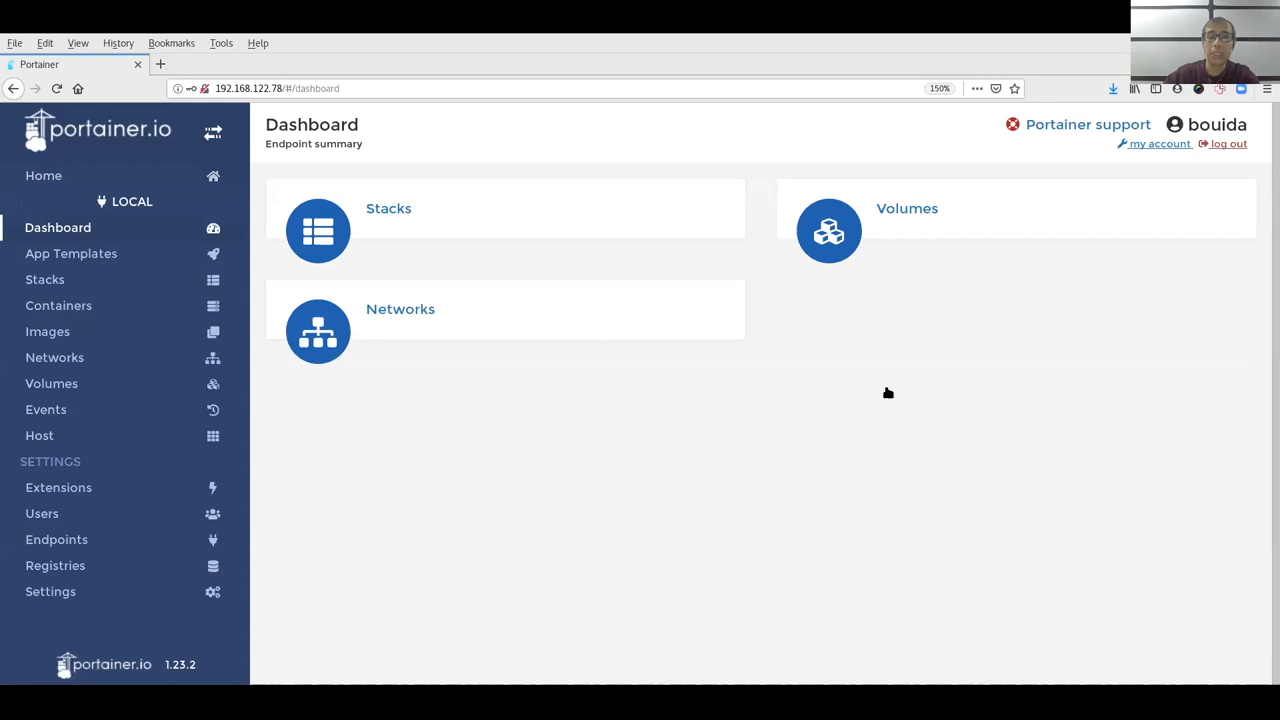 File Edit View History Bookmarks Tools Help
Portainer
192.168.122.78/#/dashboard 150%
portainer.io
Home
LOCAL
Dashboard
App Templates
Stacks
Containers
Images
Networks
Volumes
Events
Host
SETTINGS
Extensions
Users
Endpoints
Registries
Settings
portainer.io 1.23.2
Dashboard
Endpoint summary
Portainer support bouida
my account log out
Stacks
Volumes
Networks